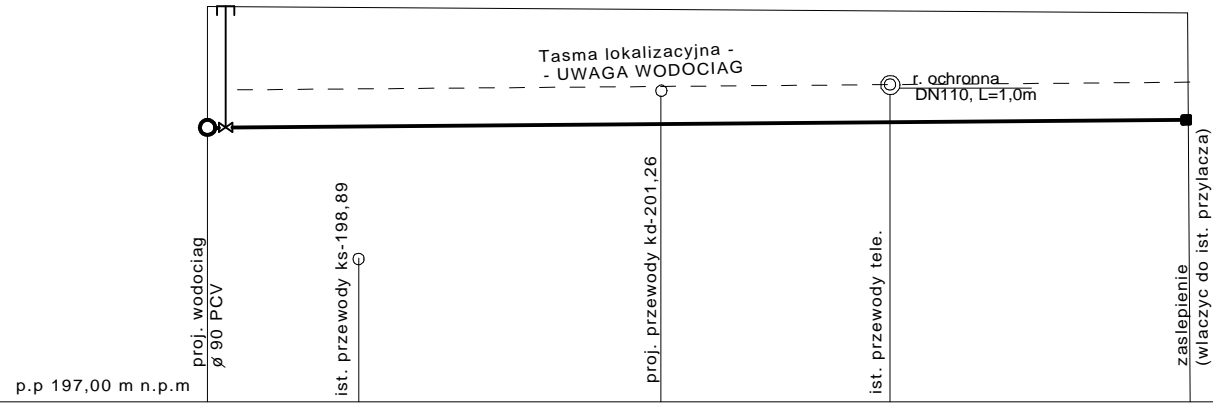 Tasma lokalizacyjna -
- UWAGA WODOCIAG
r. ochronna
DN110, L=1,0m
proj. wodociag
ø 90 PCV
ist. przewody ks-198,89
proj. przewody kd-201,26
ist. przewody tele.
zaslepienie
(wlaczyc do ist. przylacza)
p.p 197,00 m n.p.m